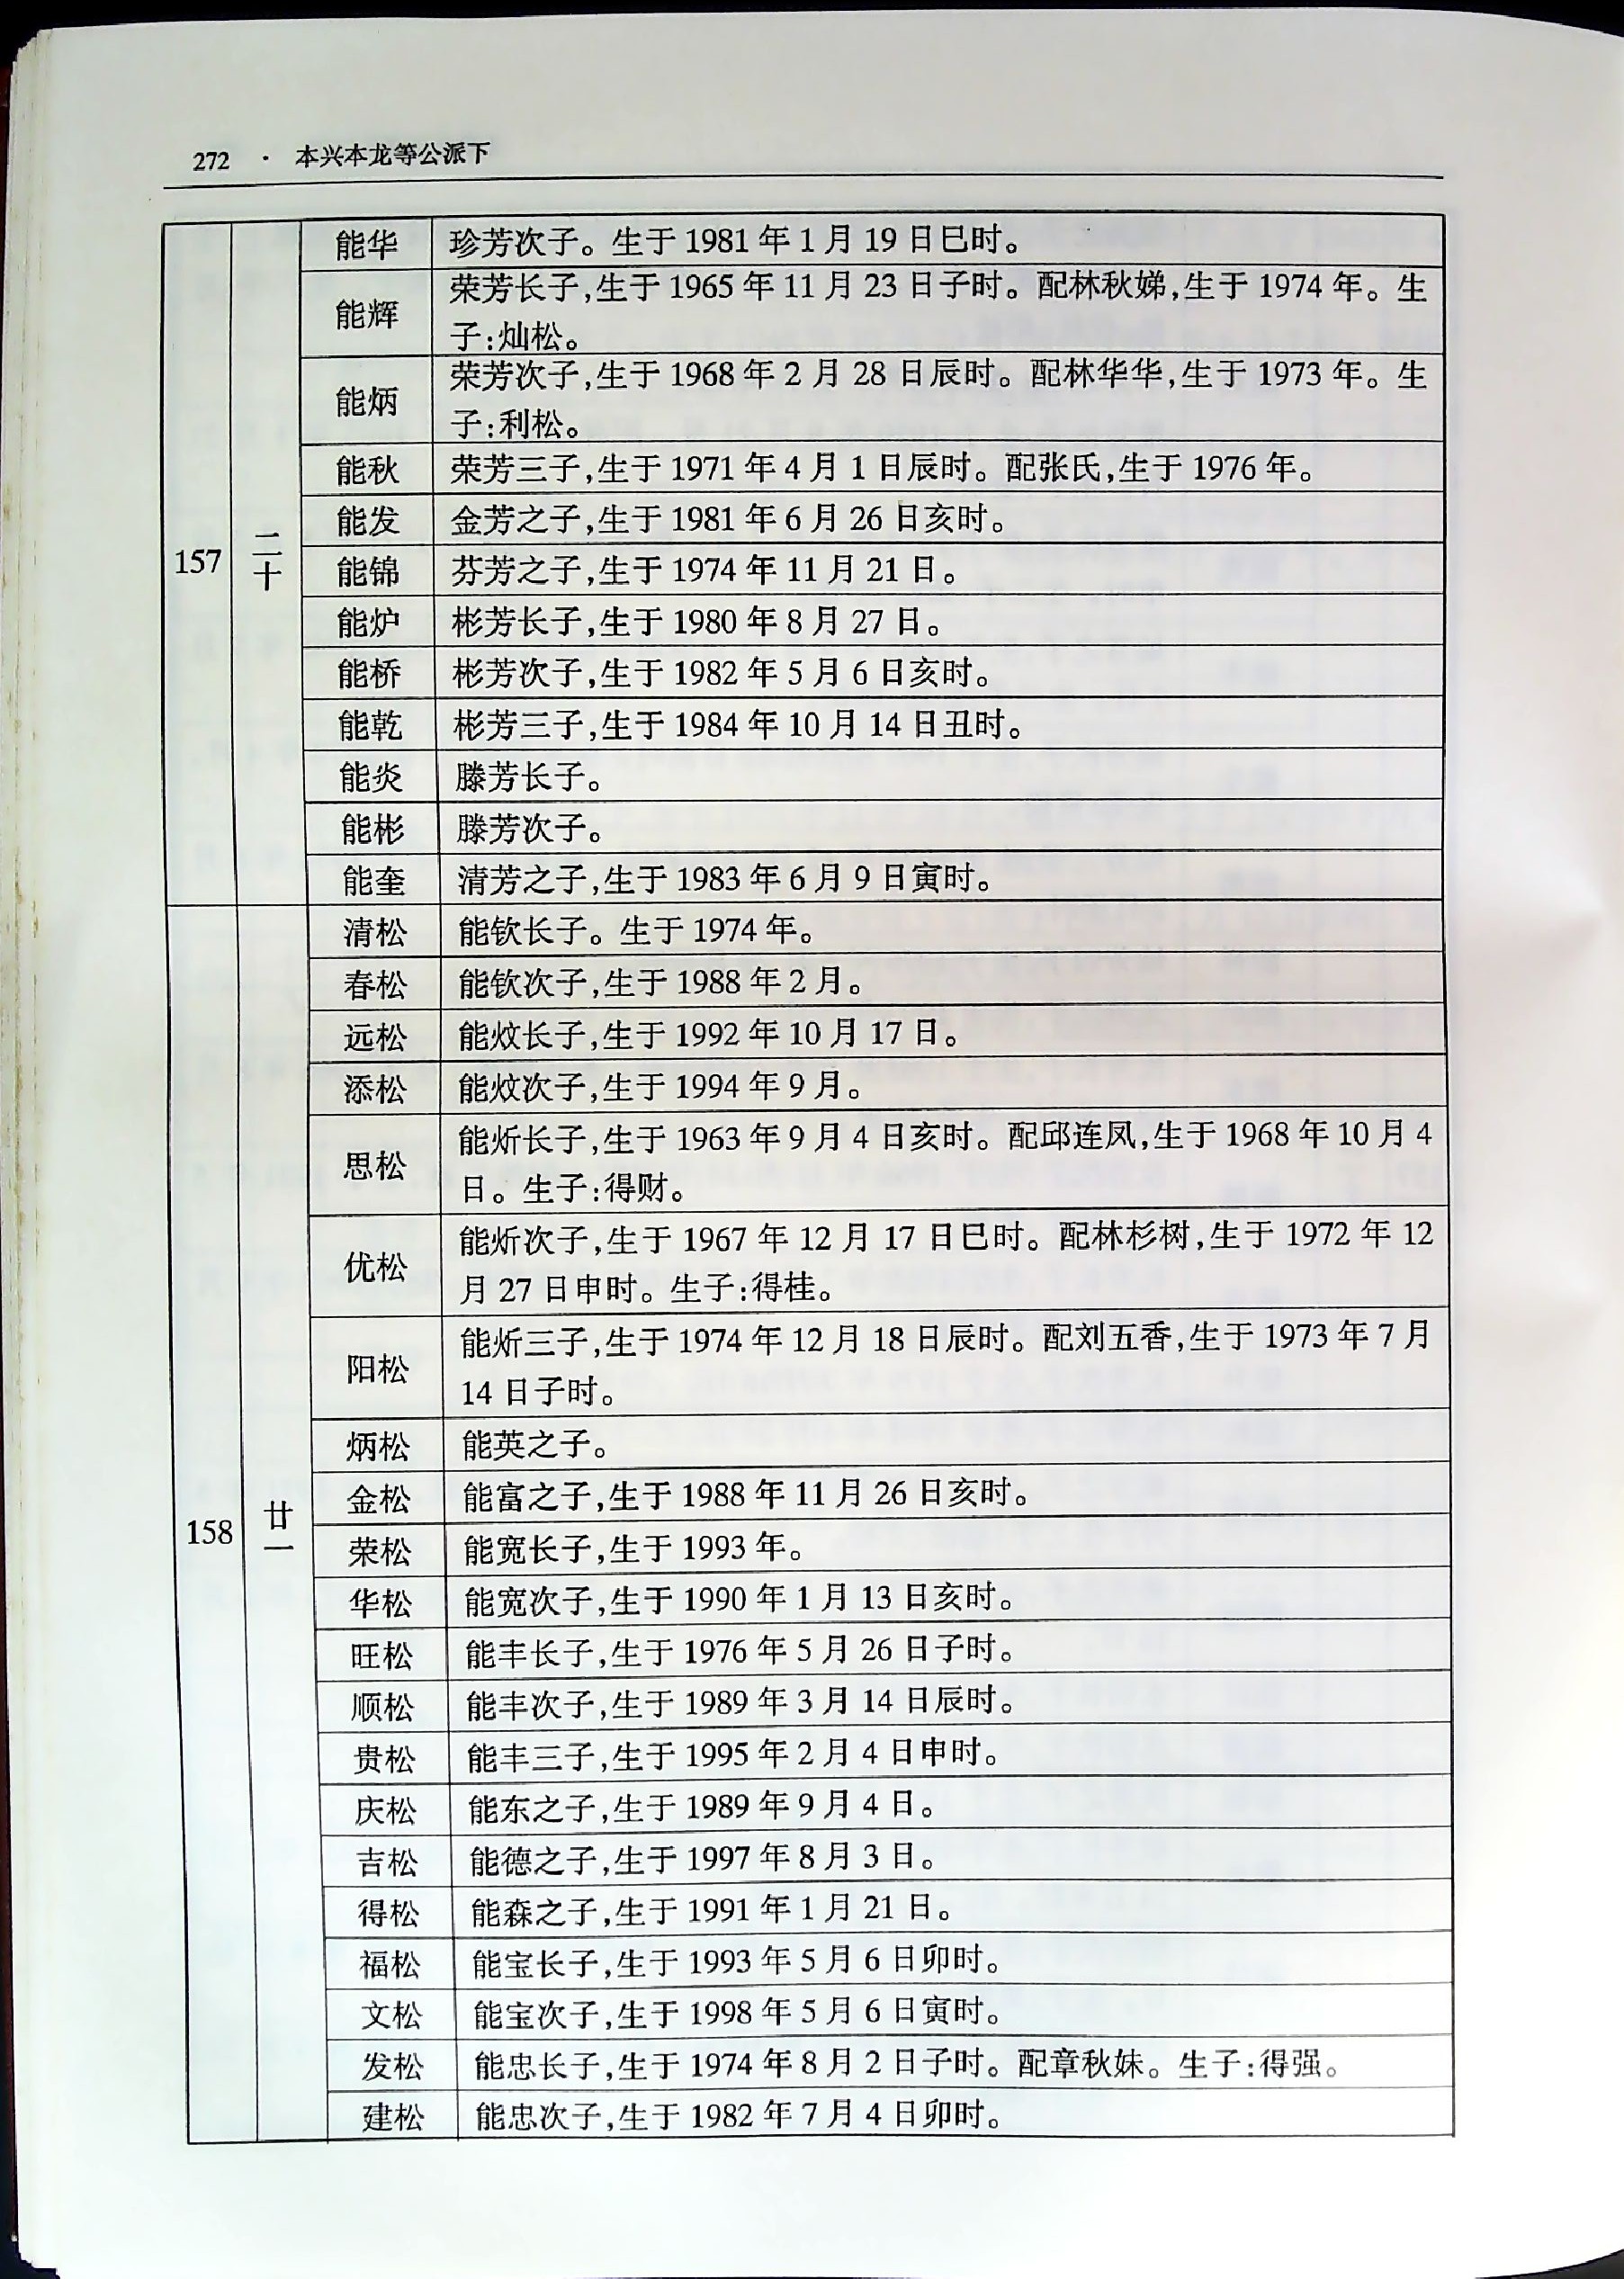 272 · 本兴本龙等公派下
157
二十
能华 珍芳次子。生于 1981 年 1 月 19 日巳时。
能辉 荣芳长子,生于 1965 年 11 月 23 日子时。配林秋娣,生于 1974 年。生
子:灿松。
能炳 荣芳次子,生于 1968 年 2 月 28 日辰时。配林华华,生于 1973 年。生
子:利松。
能秋 荣芳三子,生于 1971 年 4 月 1 日辰时。配张氏,生于 1976 年。
能发 金芳之子,生于 1981 年 6 月 26 日亥时。
能锦 芬芳之子,生于 1974 年 11 月 21 日。
能炉 彬芳长子,生于 1980 年 8 月 27 日。
能桥 彬芳次子,生于 1982 年 5 月 6 日亥时。
能乾 彬芳三子,生于 1984 年 10 月 14 日丑时。
能炎 滕芳长子。
能彬 滕芳次子。
能奎 清芳之子,生于 1983 年 6 月 9 日寅时。
158
廿一
清松 能钦长子。生于 1974 年。
春松 能钦次子,生于 1988 年 2 月。
远松 能炆长子,生于 1992 年 10 月 17 日。
添松 能炆次子,生于 1994 年 9 月。
思松 能炘长子,生于 1963 年 9 月 4 日亥时。配邱连凤,生于 1968 年 10 月 4
日。生子:得财。
优松 能炘次子,生于 1967 年 12 月 17 日巳时。配林杉树,生于 1972 年 12
月 27 日申时。生子:得桂。
阳松 能炘三子,生于 1974 年 12 月 18 日辰时。配刘五香,生于 1973 年 7 月
14 日子时。
炳松 能英之子。
金松 能富之子,生于 1988 年 11 月 26 日亥时。
荣松 能宽长子,生于 1993 年。
华松 能宽次子,生于 1990 年 1 月 13 日亥时。
旺松 能丰长子,生于 1976 年 5 月 26 日子时。
顺松 能丰次子,生于 1989 年 3 月 14 日辰时。
贵松 能丰三子,生于 1995 年 2 月 4 日申时。
庆松 能东之子,生于 1989 年 9 月 4 日。
吉松 能德之子,生于 1997 年 8 月 3 日。
得松 能森之子,生于 1991 年 1 月 21 日。
福松 能宝长子,生于 1993 年 5 月 6 日卯时。
文松 能宝次子,生于 1998 年 5 月 6 日寅时。
发松 能忠长子,生于 1974 年 8 月 2 日子时。配章秋妹。生子:得强。
建松 能忠次子,生于 1982 年 7 月 4 日卯时。